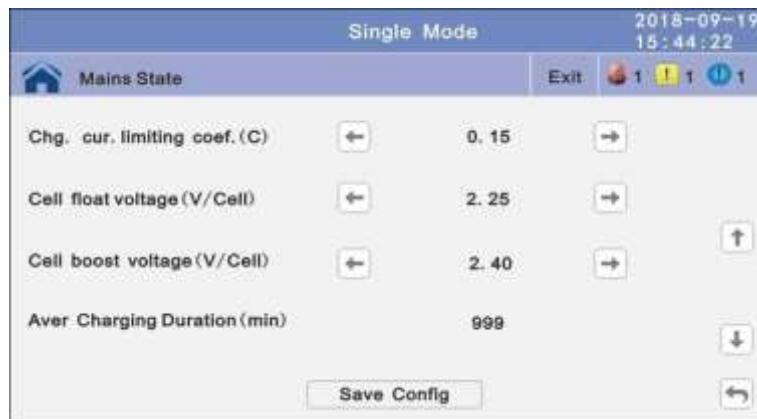 Single Mode
2018-09-19
15:44:22
Mains State Exit 1 ! 1 1
Chg. cur. limiting coef.(C) 0.15
Cell float voltage(V/Cell) 2.25
Cell boost voltage(V/Cell) 2.40
Aver Charging Duration(min) 999
Save Config